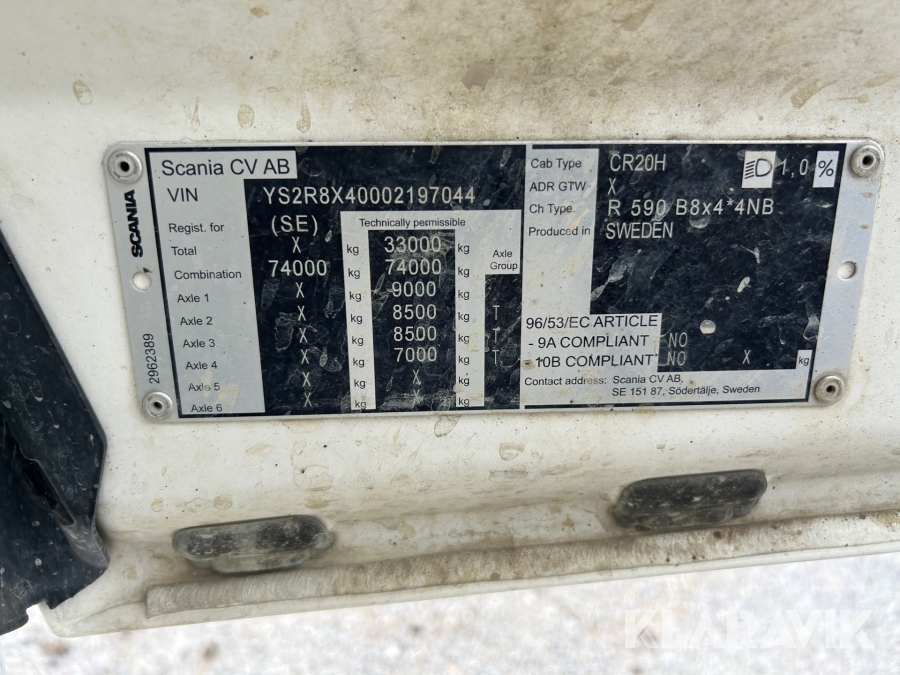 SCANIA
2962389
Scania CV AB
VIN YS2R8X40002197044
Regist. for (SE) Technically permissible
Total X kg 33000 kg Axle Group
Combination 74000 kg 74000 kg
Axle 1 X kg 9000 kg
Axle 2 X kg 8500 kg T
Axle 3 X kg 8500 kg T
Axle 4 X kg 7000 kg T
Axle 5 X kg X kg
Axle 6 X kg X kg
Cab Type CR20H 1,0 %
ADR GTW X
Ch Type. R 590 B8x4*4NB
Produced in SWEDEN
96/53/EC ARTICLE
- 9A COMPLIANT NO
- 10B COMPLIANT NO X kg
Contact address: Scania CV AB,
SE 151 87, Södertälje, Sweden
KLARAVIK